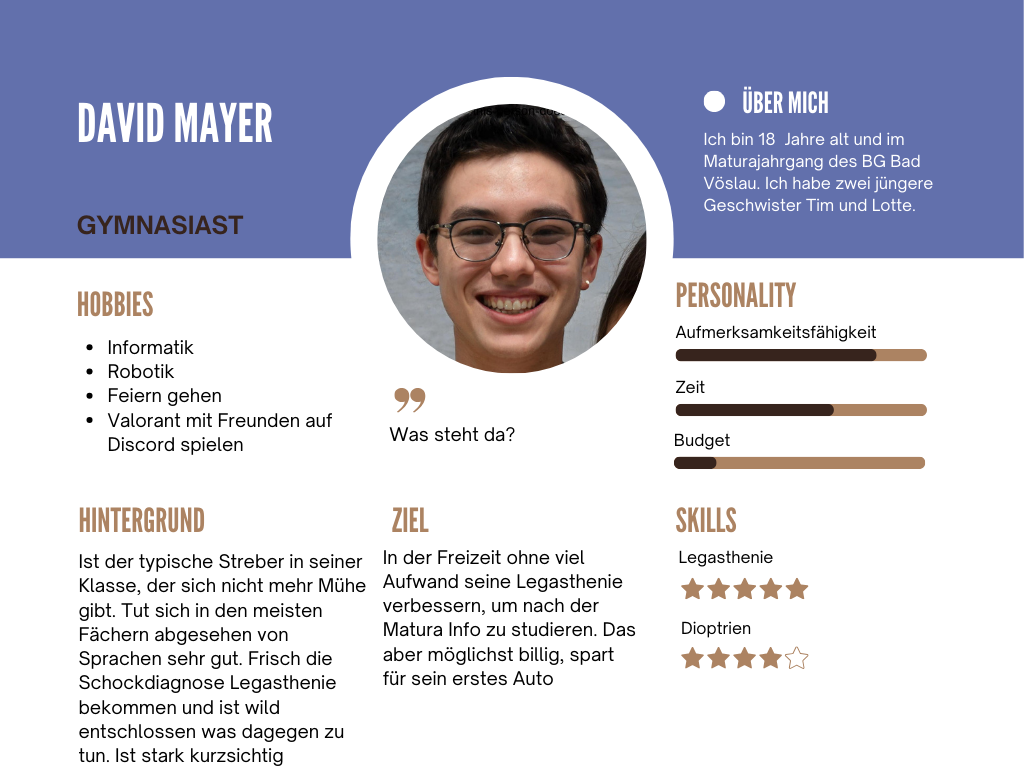 DAVID MAYER
GYMNASIAST
ÜBER MICH
Ich bin 18 Jahre alt und im
Maturajahrgang des BG Bad
Vöslau. Ich habe zwei jüngere
Geschwister Tim und Lotte.
HOBBIES
Informatik
Robotik
Feiern gehen
Valorant mit Freunden auf
Discord spielen
”
Was steht da?
PERSONALITY
Aufmerksamkeitsfähigkeit
Zeit
Budget
HINTERGRUND
Ist der typische Streber in seiner
Klasse, der sich nicht mehr Mühe
gibt. Tut sich in den meisten
Fächern abgesehen von
Sprachen sehr gut. Frisch die
Schockdiagnose Legasthenie
bekommen und ist wild
entschlossen was dagegen zu
tun. Ist stark kurzsichtig
ZIEL
In der Freizeit ohne viel
Aufwand seine Legasthenie
verbessern, um nach der
Matura Info zu studieren. Das
aber möglichst billig, spart
für sein erstes Auto
SKILLS
Legasthenie
Dioptrien